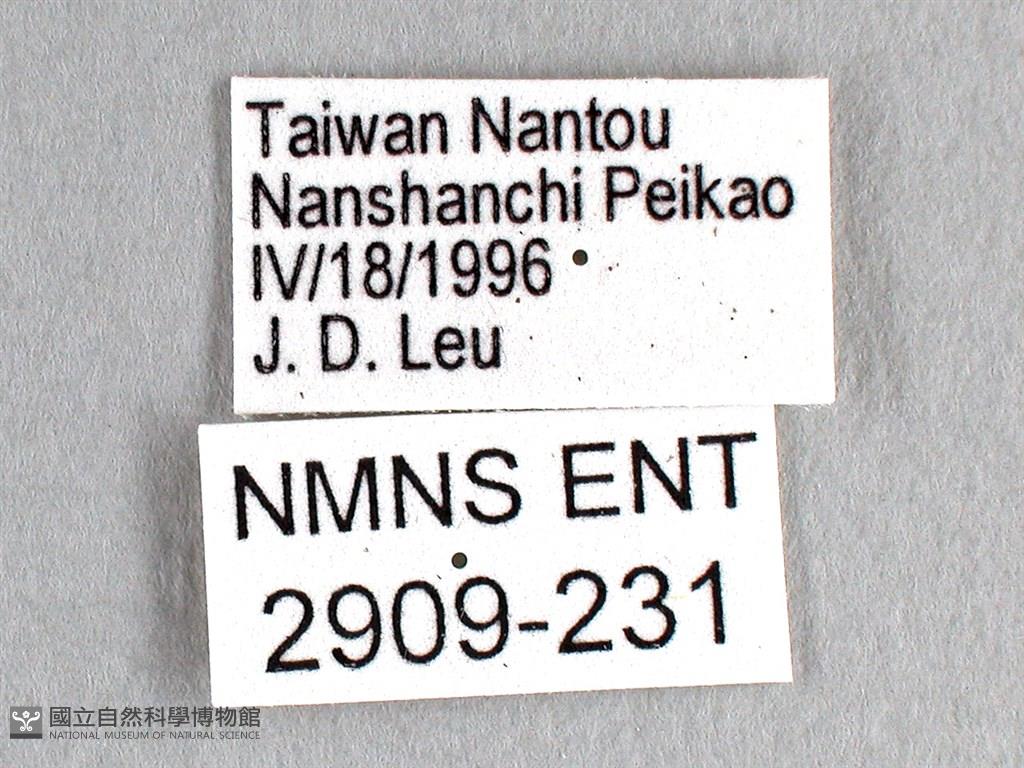 Taiwan Nantou
Nanshanchi Peikao
IV/18/1996
J. D. Leu
NMNS ENT
2909-231
國立自然科學博物館
NATIONAL MUSEUM OF NATURAL SCIENCE